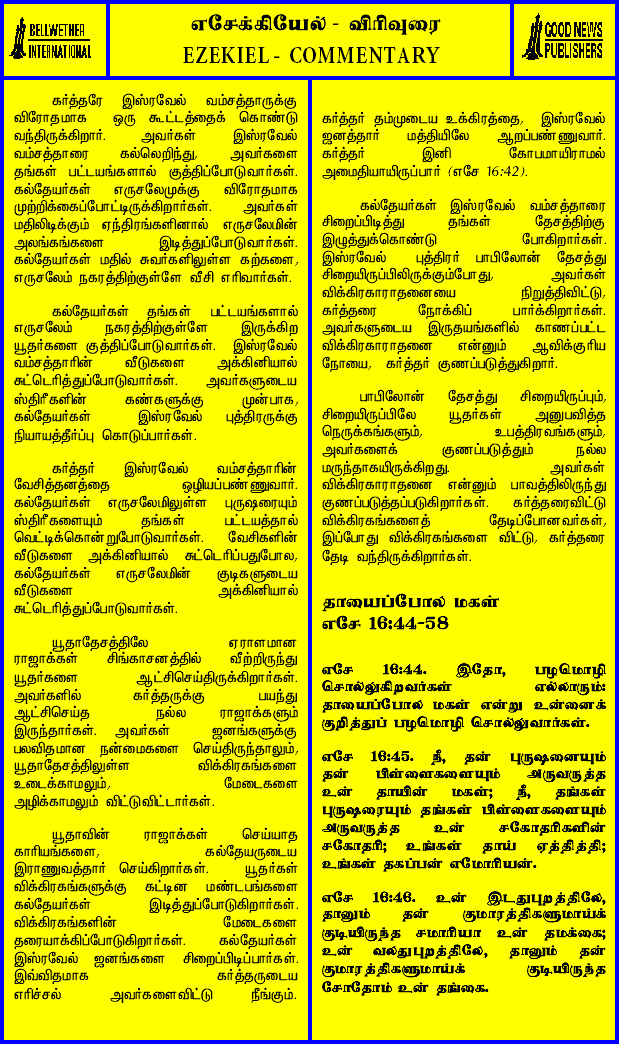 BELLWETHER
INTERNATIONAL
எசேக்கியேல் - விரிவுரை
EZEKIEL - COMMENTARY
GOOD NEWS
PUBLISHERS
கர்த்தரே இஸ்ரவேல் வம்சத்தாருக்கு
விரோதமாக ஒரு கூட்டத்தைக் கொண்டு
வந்திருக்கிறார். அவர்கள் இஸ்ரவேல்
வம்சத்தாரை கல்லெறிந்து, அவர்களை
தங்கள் பட்டயங்களால் குத்திப்போடுவார்கள்.
கல்தேயர்கள் எருசலேமுக்கு விரோதமாக
முற்றிக்கைப்போட்டிருக்கிறார்கள். அவர்கள்
மதிலிடிக்கும் ஏந்திரங்களினால் எருசலேமின்
அலங்கங்களை இடித்துப்போடுவார்கள்.
கல்தேயர்கள் மதில் சுவர்களிலுள்ள கற்களை,
எருசலேம் நகரத்திற்குள்ளே வீசி எரிவார்கள்.
கல்தேயர்கள் தங்கள் பட்டயங்களால்
எருசலேம் நகரத்திற்குள்ளே இருக்கிற
யூதர்களை குத்திப்போடுவார்கள். இஸ்ரவேல்
வம்சத்தாரின் வீடுகளை அக்கினியால்
சுட்டெரித்துப்போடுவார்கள். அவர்களுடைய
ஸ்திரீகளின் கண்களுக்கு முன்பாக,
கல்தேயர்கள் இஸ்ரவேல் புத்திரருக்கு
நியாயத்தீர்ப்பு கொடுப்பார்கள்.
கர்த்தர் இஸ்ரவேல் வம்சத்தாரின்
வேசித்தனத்தை ஒழியப்பண்ணுவார்.
கல்தேயர்கள் எருசலேமிலுள்ள புருஷரையும்
ஸ்திரீகளையும் தங்கள் பட்டயத்தால்
வெட்டிக்கொன்றுபோடுவார்கள். வேசிகளின்
வீடுகளை அக்கினியால் சுட்டெரிப்பதுபோல,
கல்தேயர்கள் எருசலேமின் குடிகளுடைய
வீடுகளை அக்கினியால்
சுட்டெரித்துப்போடுவார்கள்.
யூதாதேசத்திலே ஏராளமான
ராஜாக்கள் சிங்காசனத்தில் வீற்றிருந்து
யூதர்களை ஆட்சிசெய்திருக்கிறார்கள்.
அவர்களில் கர்த்தருக்கு பயந்து
ஆட்சிசெய்த நல்ல ராஜாக்களும்
இருந்தார்கள். அவர்கள் ஜனங்களுக்கு
பலவிதமான நன்மைகளை செய்திருந்தாலும்,
யூதாதேசத்திலுள்ள விக்கிரகங்களை
உடைக்காமலும், மேடைகளை
அழிக்காமலும் விட்டுவிட்டார்கள்.
யூதாவின் ராஜாக்கள் செய்யாத
காரியங்களை, கல்தேயருடைய
இராணுவத்தார் செய்கிறார்கள். யூதர்கள்
விக்கிரகங்களுக்கு கட்டின மண்டபங்களை
கல்தேயர்கள் இடித்துப்போடுகிறார்கள்.
விக்கிரகங்களின் மேடைகளை
தரையாக்கிப்போடுகிறார்கள். கல்தேயர்கள்
இஸ்ரவேல் ஜனங்களை சிறைப்பிடிப்பார்கள்.
இவ்விதமாக கர்த்தருடைய
எரிச்சல் அவர்களைவிட்டு நீங்கும்.
கர்த்தர் தம்முடைய உக்கிரத்தை, இஸ்ரவேல்
ஜனத்தார் மத்தியிலே ஆறப்பண்ணுவார்.
கர்த்தர் இனி கோபமாயிராமல்
அமைதியாயிருப்பார் (எசே 16:42).
கல்தேயர்கள் இஸ்ரவேல் வம்சத்தாரை
சிறைப்பிடித்து தங்கள் தேசத்திற்கு
இழுத்துக்கொண்டு போகிறார்கள்.
இஸ்ரவேல் புத்திரர் பாபிலோன் தேசத்து
சிறையிருப்பிலிருக்கும்போது, அவர்கள்
விக்கிரகாராதனையை நிறுத்திவிட்டு,
கர்த்தரை நோக்கிப் பார்க்கிறார்கள்.
அவர்களுடைய இருதயங்களில் காணப்பட்ட
விக்கிரகாராதனை என்னும் ஆவிக்குரிய
நோயை, கர்த்தர் குணப்படுத்துகிறார்.
பாபிலோன் தேசத்து சிறையிருப்பும்,
சிறையிருப்பிலே யூதர்கள் அனுபவித்த
நெருக்கங்களும், உபத்திரவங்களும்,
அவர்களைக் குணப்படுத்தும் நல்ல
மருந்தாகயிருக்கிறது. அவர்கள்
விக்கிரகாராதனை என்னும் பாவத்திலிருந்து
குணப்படுத்தப்படுகிறார்கள். கர்த்தரைவிட்டு
விக்கிரகங்களைத் தேடிப்போனவர்கள்,
இப்போது விக்கிரகங்களை விட்டு, கர்த்தரை
தேடி வந்திருக்கிறார்கள்.
தாயைப்போல மகள்
எசே 16:44-58
எசே 16:44. இதோ, பழமொழி
சொல்லுகிறவர்கள் எல்லாரும்:
தாயைப்போல மகள் என்று உன்னைக்
குறித்துப் பழமொழி சொல்லுவார்கள்.
எசே 16:45. நீ, தன் புருஷனையும்
தன் பிள்ளைகளையும் அருவருத்த
உன் தாயின் மகள்; நீ, தங்கள்
புருஷரையும் தங்கள் பிள்ளைகளையும்
அருவருத்த உன் சகோதரிகளின்
சகோதரி; உங்கள் தாய் ஏத்தித்தி;
உங்கள் தகப்பன் எமோரியன்.
எசே 16:46. உன் இடதுபுறத்திலே,
தானும் தன் குமாரத்திகளுமாய்க்
குடியிருந்த சமாரியா உன் தமக்கை;
உன் வலதுபுறத்திலே, தானும் தன்
குமாரத்திகளுமாய்க் குடியிருந்த
சோதோம் உன் தங்கை.